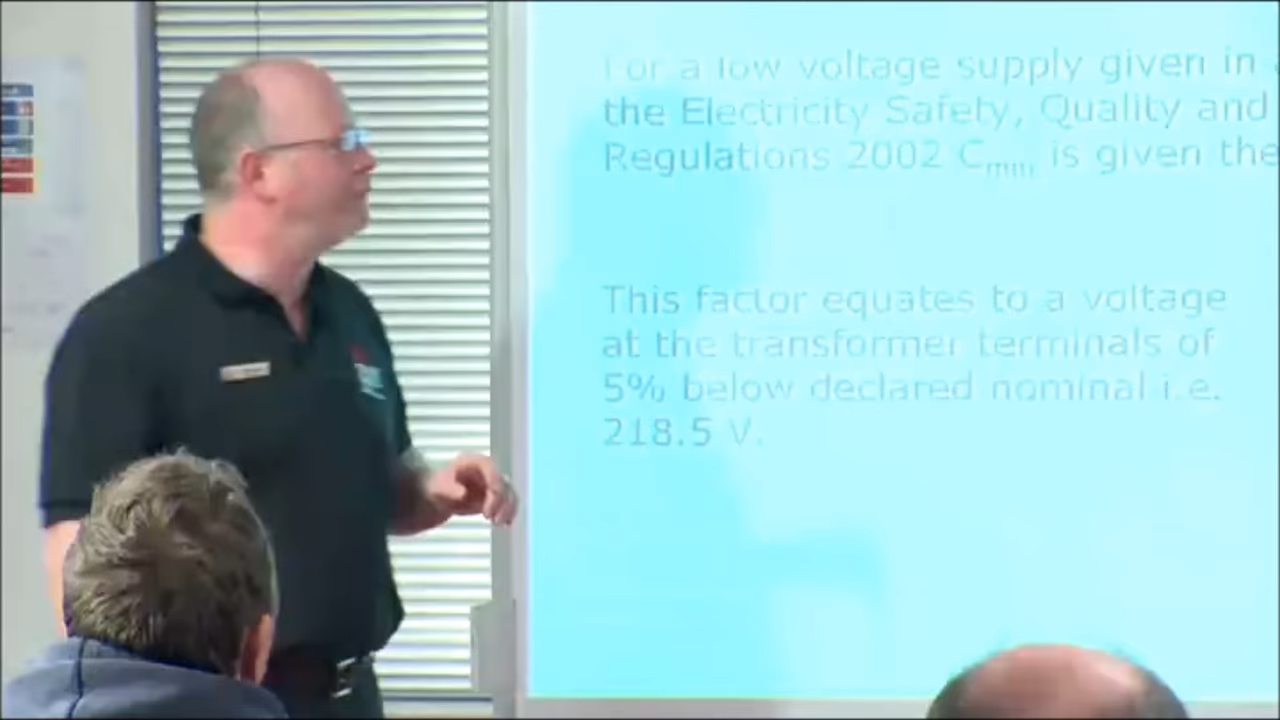 For a low voltage supply given in
the Electricity Safety, Quality and
Regulations 2002 Cmin is given the
This factor equates to a voltage
at the transformer terminals of
5% below declared nominal i.e.
218.5 V.